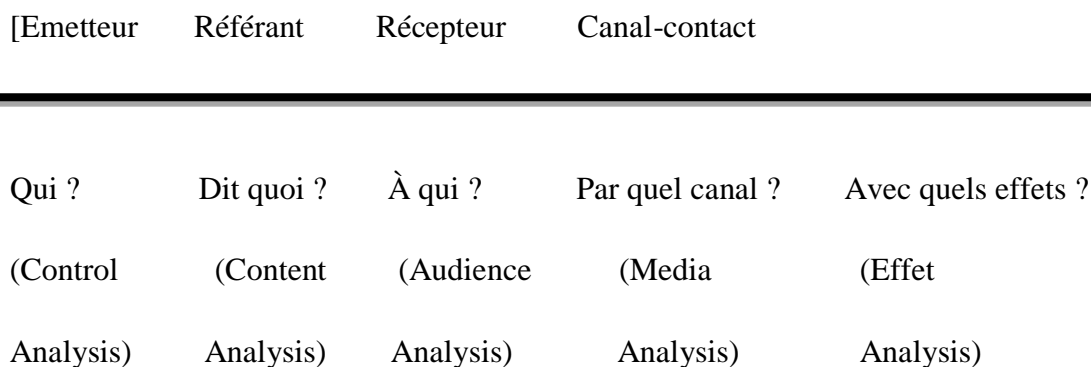 [Emetteur Référant Récepteur Canal-contact
Qui ? Dit quoi ? À qui ? Par quel canal ? Avec quels effets ?
(Control (Content (Audience (Media (Effet
Analysis) Analysis) Analysis) Analysis) Analysis)